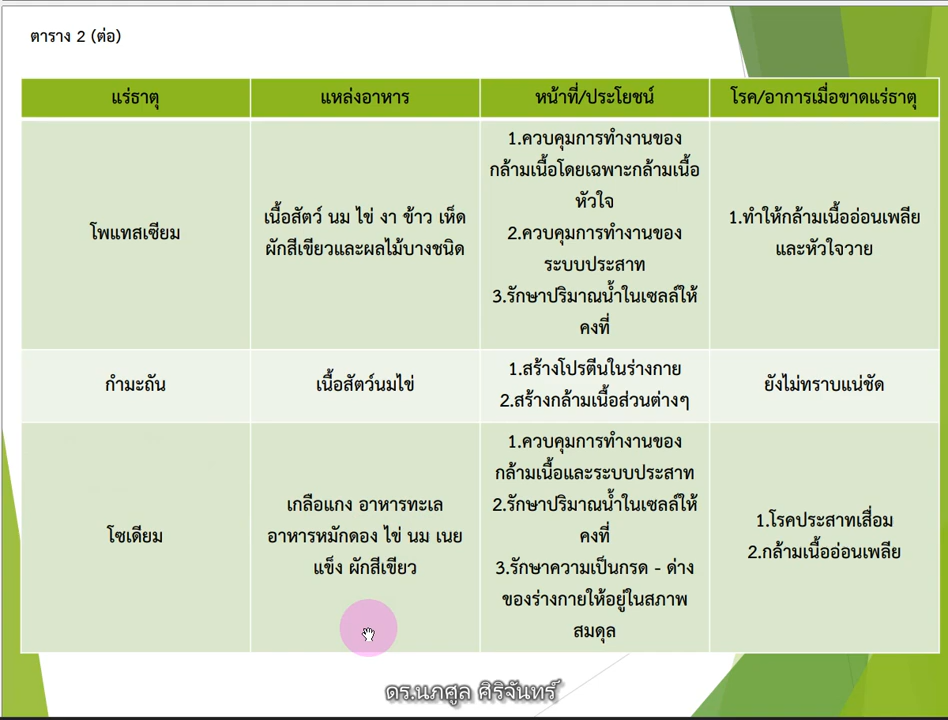 ตาราง 2 (ต่อ)
แร่ธาตุ
แหล่งอาหาร
หน้าที่/ประโยชน์
โรค/อาการเมื่อขาดแร่ธาตุ
โพแทสเซียม
เนื้อสัตว์ นม ไข่ งา ข้าว เห็ด
ผักสีเขียวและผลไม้บางชนิด
1.ควบคุมการทำงานของ
กล้ามเนื้อโดยเฉพาะกล้ามเนื้อ
หัวใจ
2.ควบคุมการทำงานของ
ระบบประสาท
3.รักษาปริมาณน้ำในเซลล์ให้
คงที่
1.ทำให้กล้ามเนื้ออ่อนเพลีย
และหัวใจวาย
กำมะถัน
เนื้อสัตว์นมไข่
1.สร้างโปรตีนในร่างกาย
2.สร้างกล้ามเนื้อส่วนต่างๆ
ยังไม่ทราบแน่ชัด
โซเดียม
เกลือแกง อาหารทะเล
อาหารหมักดอง ไข่ นม เนย
แข็ง ผักสีเขียว
1.ควบคุมการทำงานของ
กล้ามเนื้อและระบบประสาท
2.รักษาปริมาณน้ำในเซลล์ให้
คงที่
3.รักษาความเป็นกรด - ด่าง
ของร่างกายให้อยู่ในสภาพ
สมดุล
1.โรคประสาทเสื่อม
2.กล้ามเนื้ออ่อนเพลีย
ดร.นภศูล ศิริจันทร์